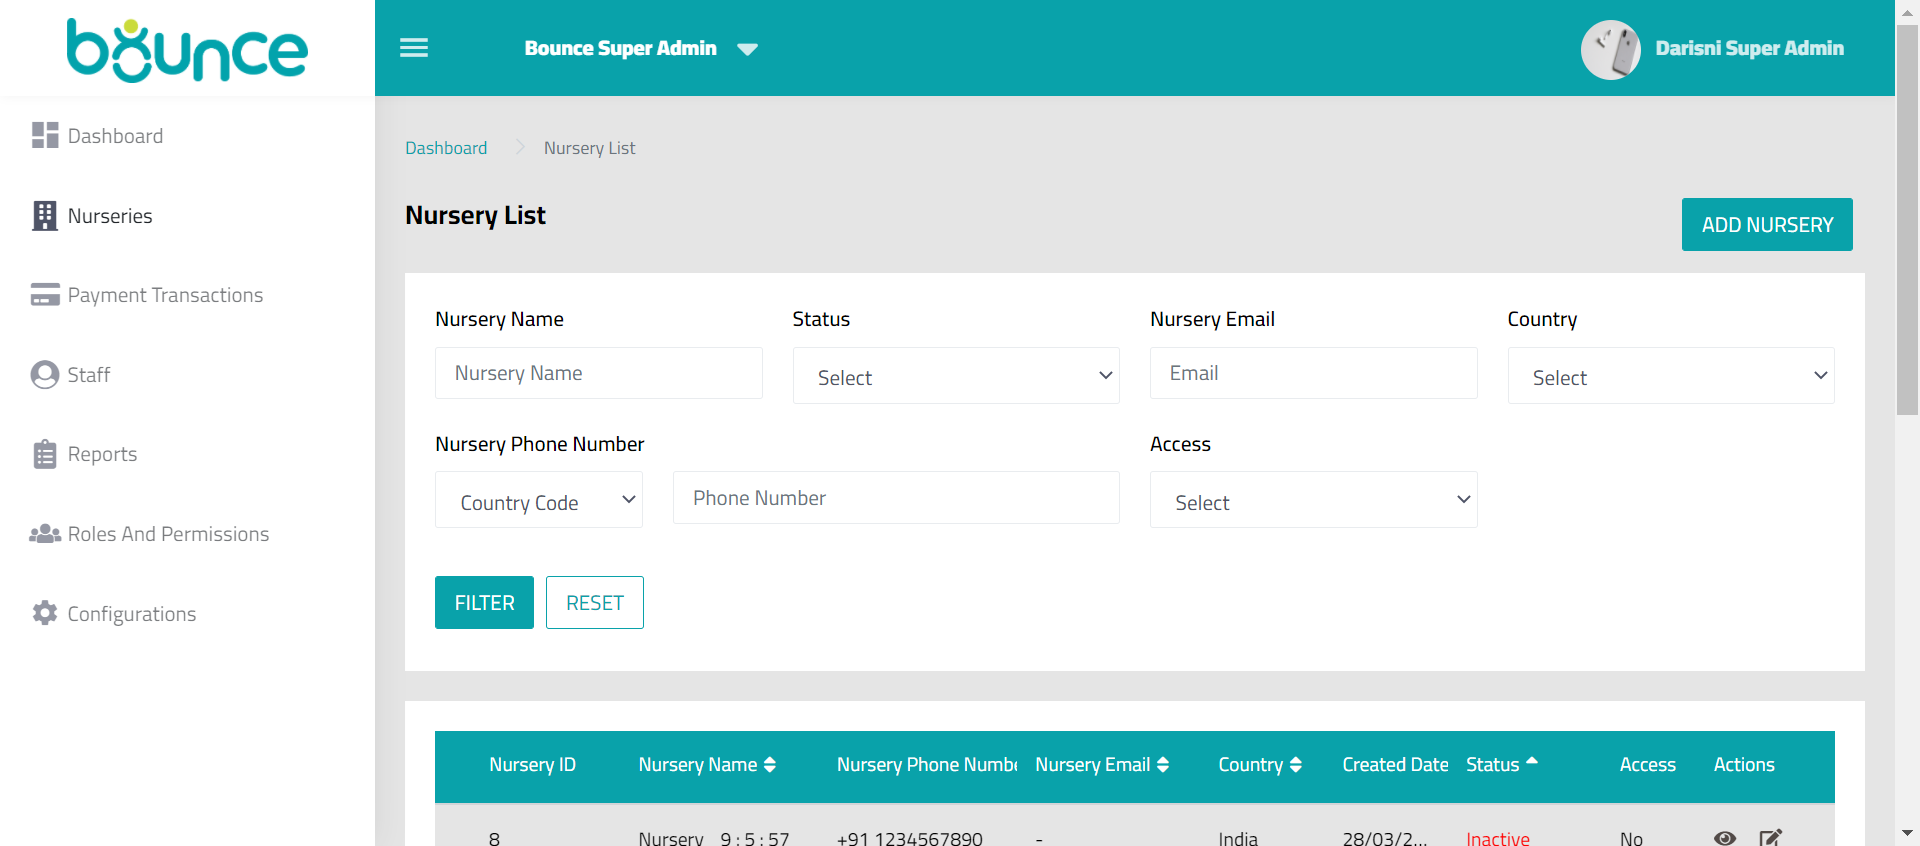 bounce
Bounce Super Admin
Darisni Super Admin
Dashboard
Nurseries
Payment Transactions
Staff
Reports
Roles And Permissions
Configurations
Dashboard Nursery List
Nursery List
ADD NURSERY
Nursery Name Status Nursery Email Country
Nursery Name Select Email Select
Nursery Phone Number Access
Country Code Phone Number Select
FILTER RESET
Nursery ID Nursery Name Nursery Phone Numbe Nursery Email Country Created Date Status Access Actions
8 Nursery 9 : 5 : 57 +91 1234567890 - India 28/03/2... Inactive No